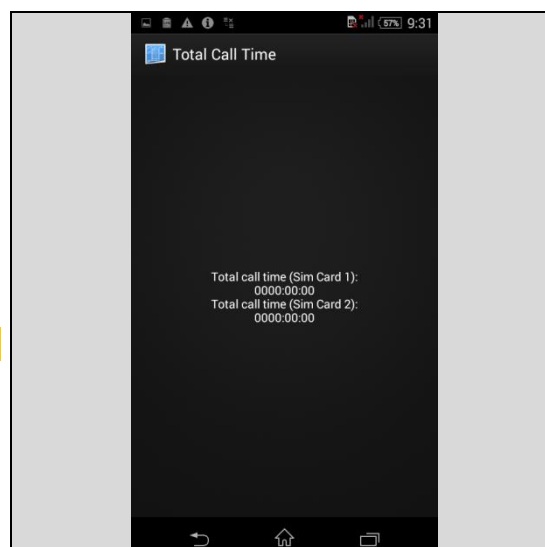 57% 9:31
Total Call Time
Total call time (Sim Card 1):
0000:00:00
Total call time (Sim Card 2):
0000:00:00